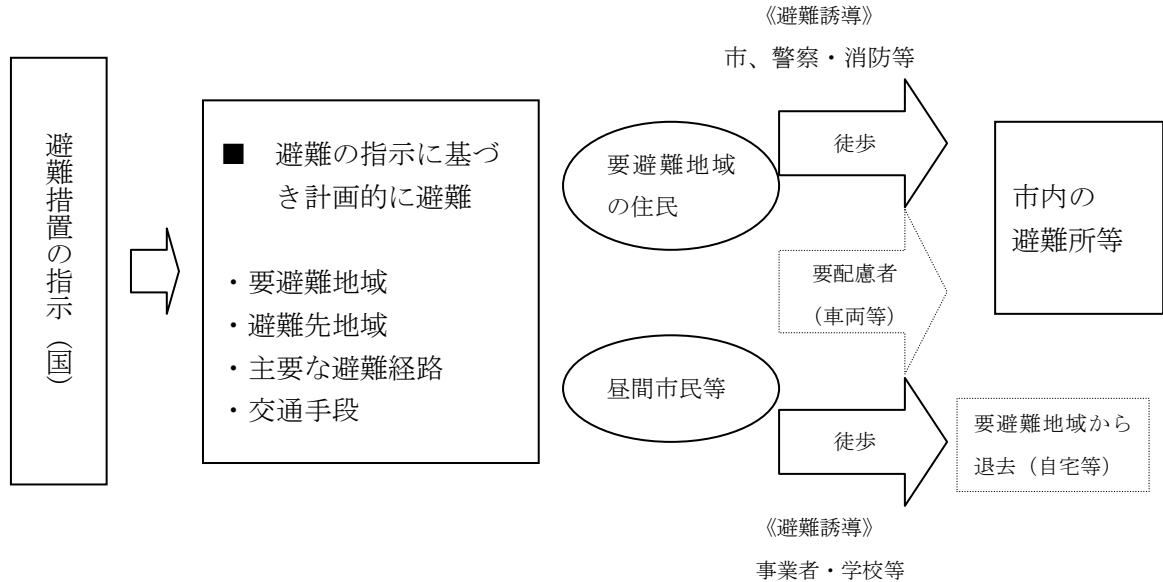 避難措置の指示（国）
■ 避難の指示に基づ
き計画的に避難
・要避難地域
・避難先地域
・主要な避難経路
・交通手段
《避難誘導》
市、警察・消防等
要避難地域
の住民
徒歩
市内の
避難所等
要配慮者
（車両等）
昼間市民等
徒歩
要避難地域から
退去（自宅等）
《避難誘導》
事業者・学校等